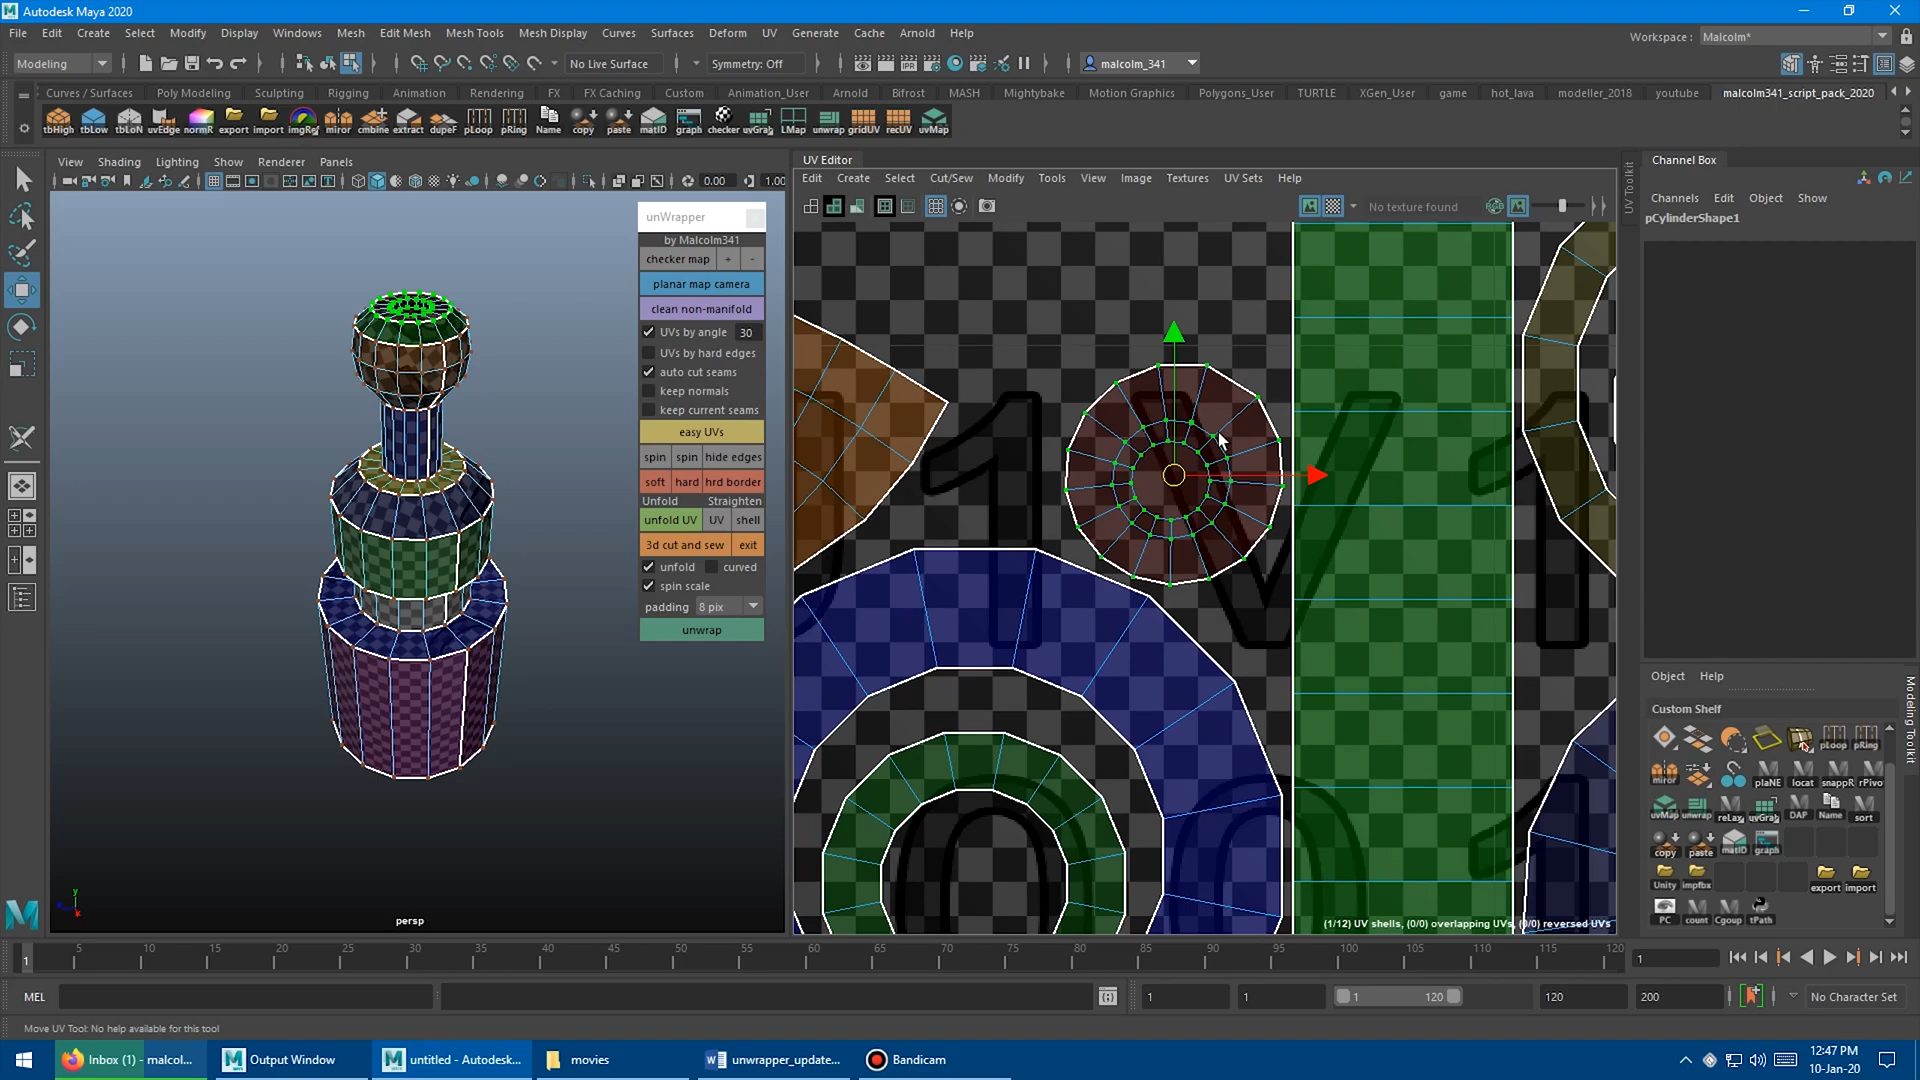 Autodesk Maya 2020
File Edit Create Select Modify Display Windows Mesh Edit Mesh Mesh Tools Mesh Display Curves Surfaces Deform UV Generate Cache Arnold Help
Workspace : Malcolm*
Modeling No Live Surface Symmetry: Off malcolm_341
Curves / Surfaces Poly Modeling Sculpting Rigging Animation Rendering FX FX Caching Custom Animation_User Arnold Bifrost MASH Mightybake Motion Graphics Polygons_User TURTLE XGen_User game hot_lava modeller_2018 youtube malcolm341_script_pack_2020
tbHigh tbLow tbLoN uvEdge normR export import imgRef mirror cmbine extract dupeF pLoop pRing Name copy paste matID graph checker uvGraj LMap unwrap gridUV recUV uvMap
View Shading Lighting Show Renderer Panels
0.00 1.00
unWrapper
by Malcolm341
checker map + -
planar map camera
clean non-manifold
UVs by angle 30
UVs by hard edges
auto cut seams
keep normals
keep current seams
easy UVs
spin spin hide edges
soft hard hrd border
Unfold Straighten
unfold UV UV shell
3d cut and sew exit
unfold curved
spin scale
padding 8 pix
unwrap
y
x
persp
UV Editor
Edit Create Select Cut/Sew Modify Tools View Image Textures UV Sets Help
No texture found
(1/12) UV shells, (0/0) overlapping UVs, (0/0) reversed UVs
UV Toolkit
Channel Box
Channels Edit Object Show
pCylinderShape1
Object Help
Custom Shelf
pLoop pRing
mirror plaNE locat snappR rPivo
uvMap unwrap reLax uvGraj DAP Name sort
copy paste matID graph
Unity impfbx export import
PC count Cgoup tPath
Modeling Toolkit
5 10 15 20 25 30 35 40 45 50 55 60 65 70 75 80 85 90 95 100 105 110 115 120
1 1
MEL 1 1 1 120 120 200 No Character Set
Move UV Tool: No help available for this tool
Inbox (1) - malcol... Output Window untitled - Autodesk... movies unwrapper_update... Bandicam
12:47 PM
10-Jan-20